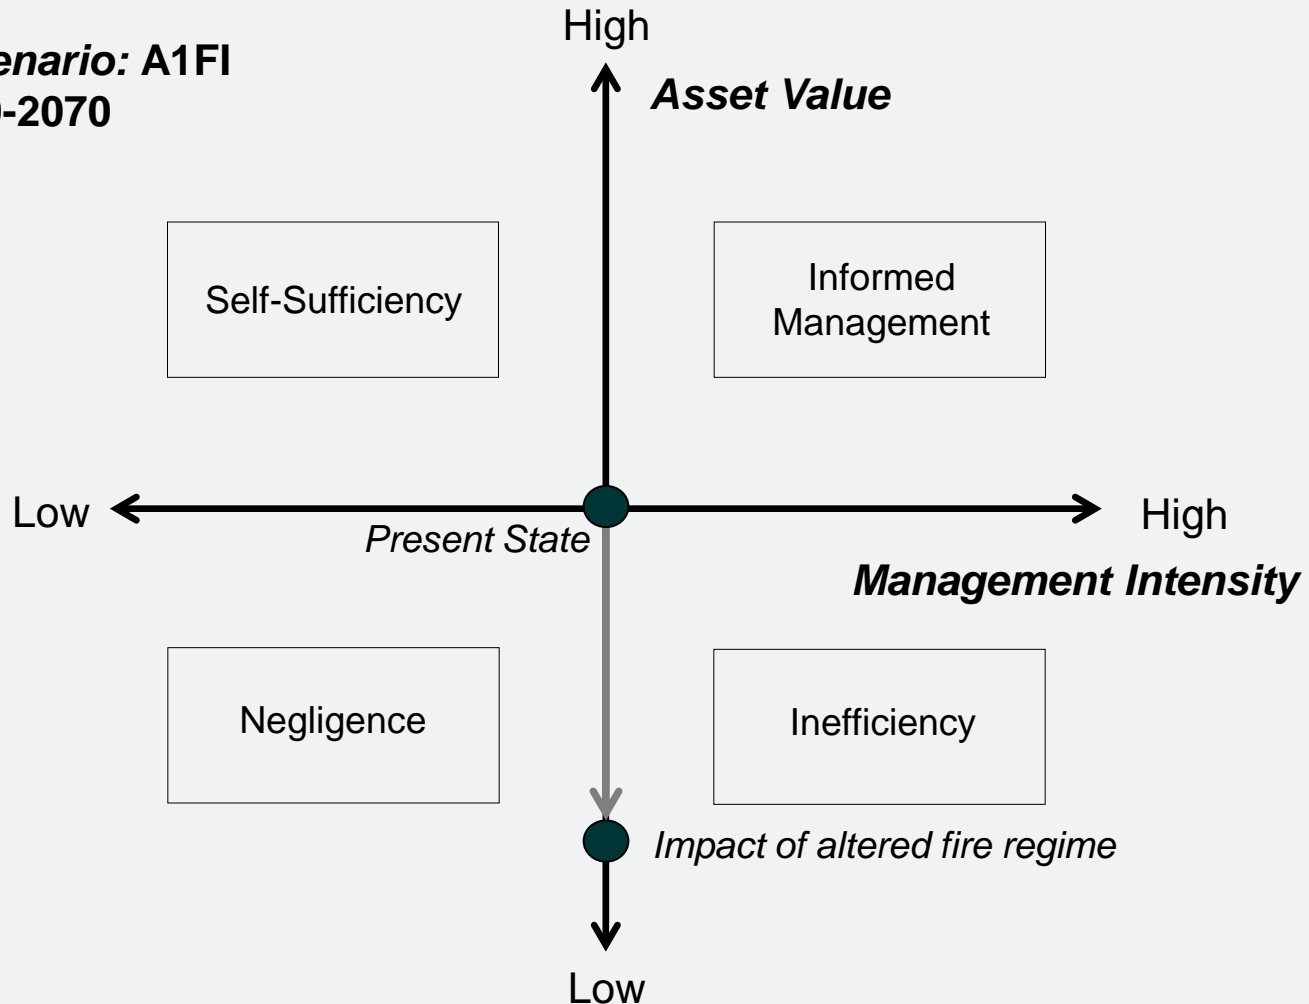 High
enario: A1FI
-2070
Asset Value
Self-Sufficiency
Informed
Management
Low
High
Present State
Management Intensity
Negligence
Inefficiency
Impact of altered fire regime
Low